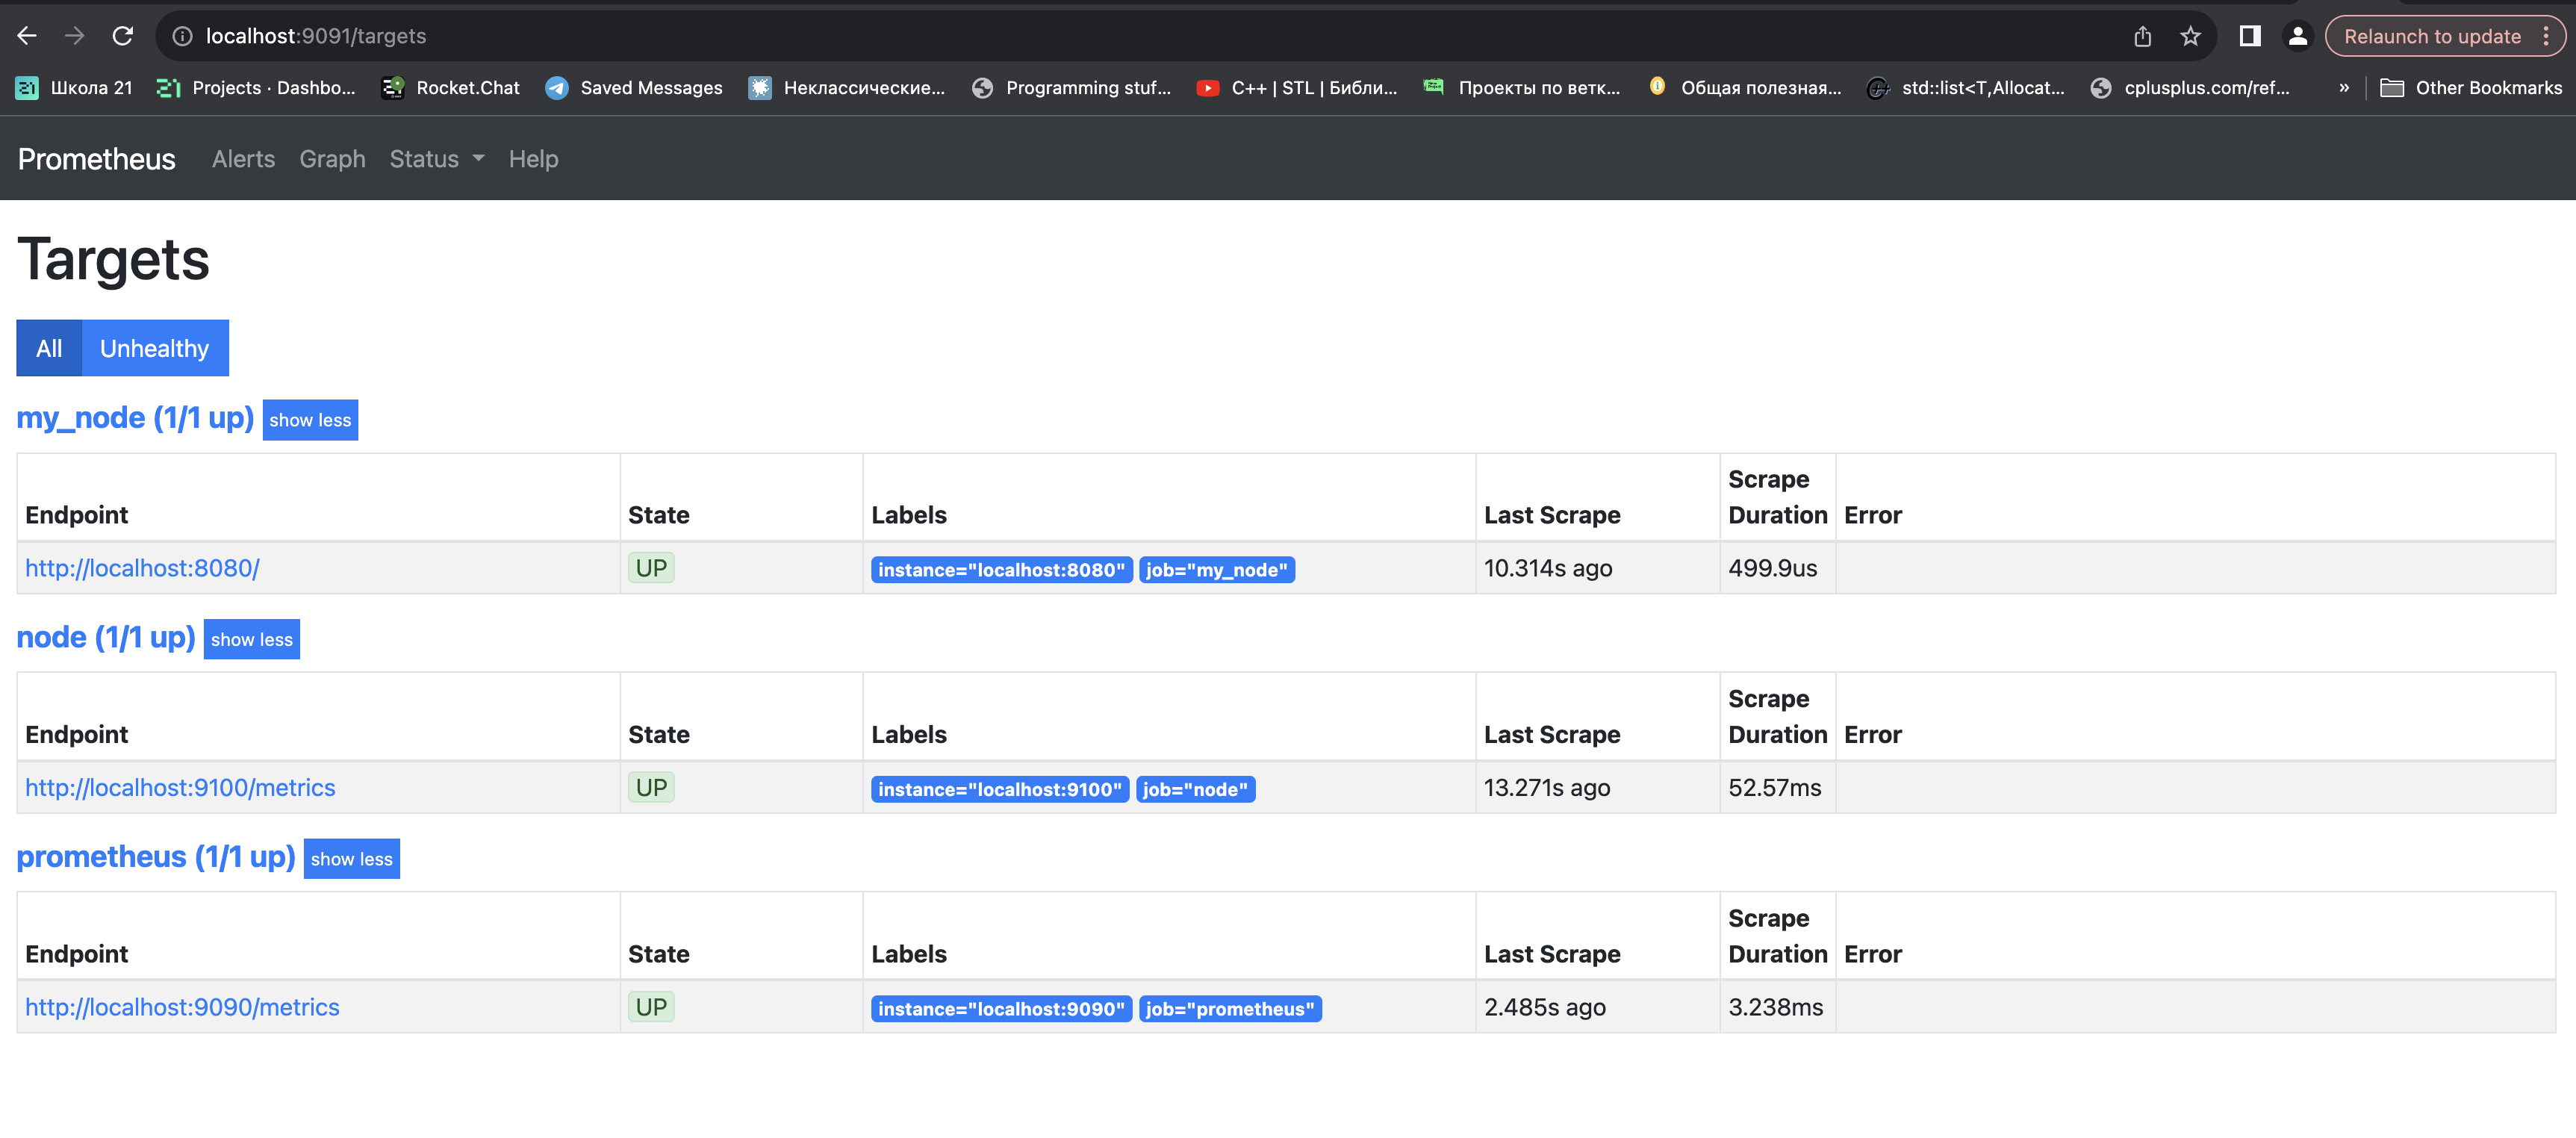 localhost:9091/targets Relaunch to update
Школа 21 Projects · Dashbo... Rocket.Chat Saved Messages Неклассические... Programming stuf... C++ | STL | Библи... Проекты по ветк... Общая полезная... std::list<T,Allocat... cplusplus.com/ref... » Other Bookmarks
Prometheus Alerts Graph Status Help
Targets
All Unhealthy
my_node (1/1 up) show less
Endpoint State Labels Last Scrape Scrape Duration Error
http://localhost:8080/ UP instance="localhost:8080" job="my_node" 10.314s ago 499.9us
node (1/1 up) show less
Endpoint State Labels Last Scrape Scrape Duration Error
http://localhost:9100/metrics UP instance="localhost:9100" job="node" 13.271s ago 52.57ms
prometheus (1/1 up) show less
Endpoint State Labels Last Scrape Scrape Duration Error
http://localhost:9090/metrics UP instance="localhost:9090" job="prometheus" 2.485s ago 3.238ms